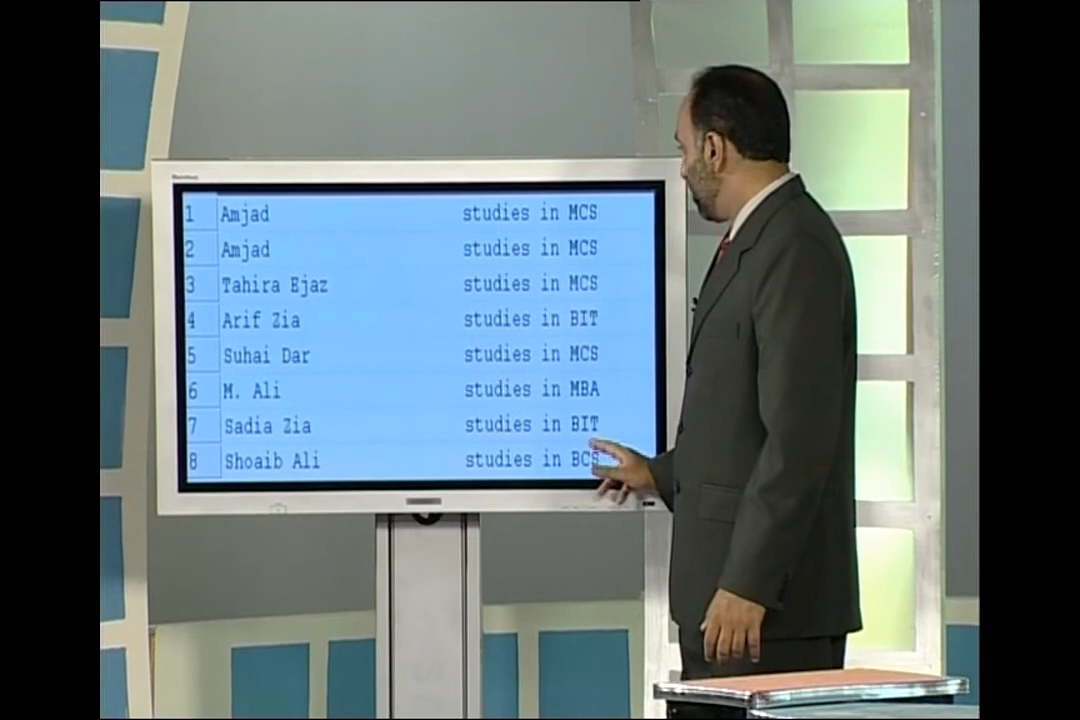 1 Amjad studies in MCS
2 Amjad studies in MCS
3 Tahira Ejaz studies in MCS
4 Arif Zia studies in BIT
5 Suhai Dar studies in MCS
6 M. Ali studies in MBA
7 Sadia Zia studies in BIT
8 Shoaib Ali studies in BCS